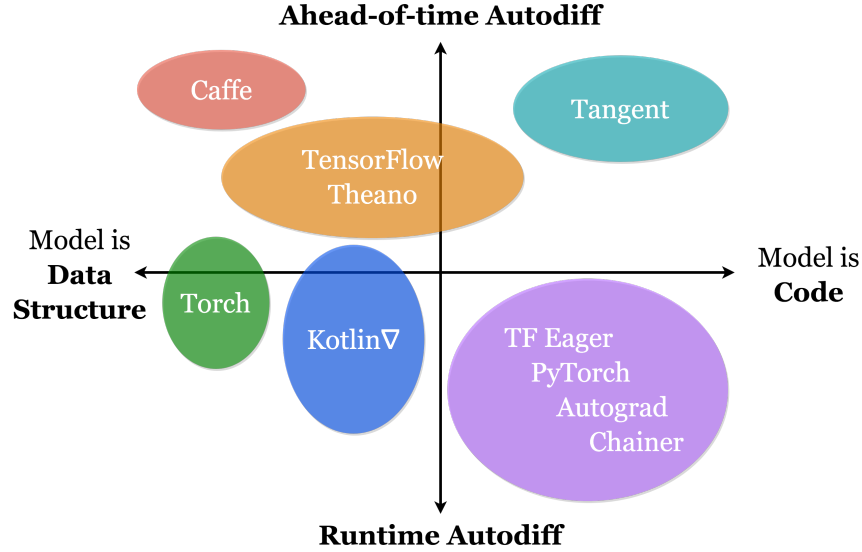 Ahead-of-time Autodiff
Caffe
Tangent
TensorFlow
Theano
Model is
Data
Structure
Model is
Code
Torch
Kotlin∇
TF Eager
PyTorch
Autograd
Chainer
Runtime Autodiff